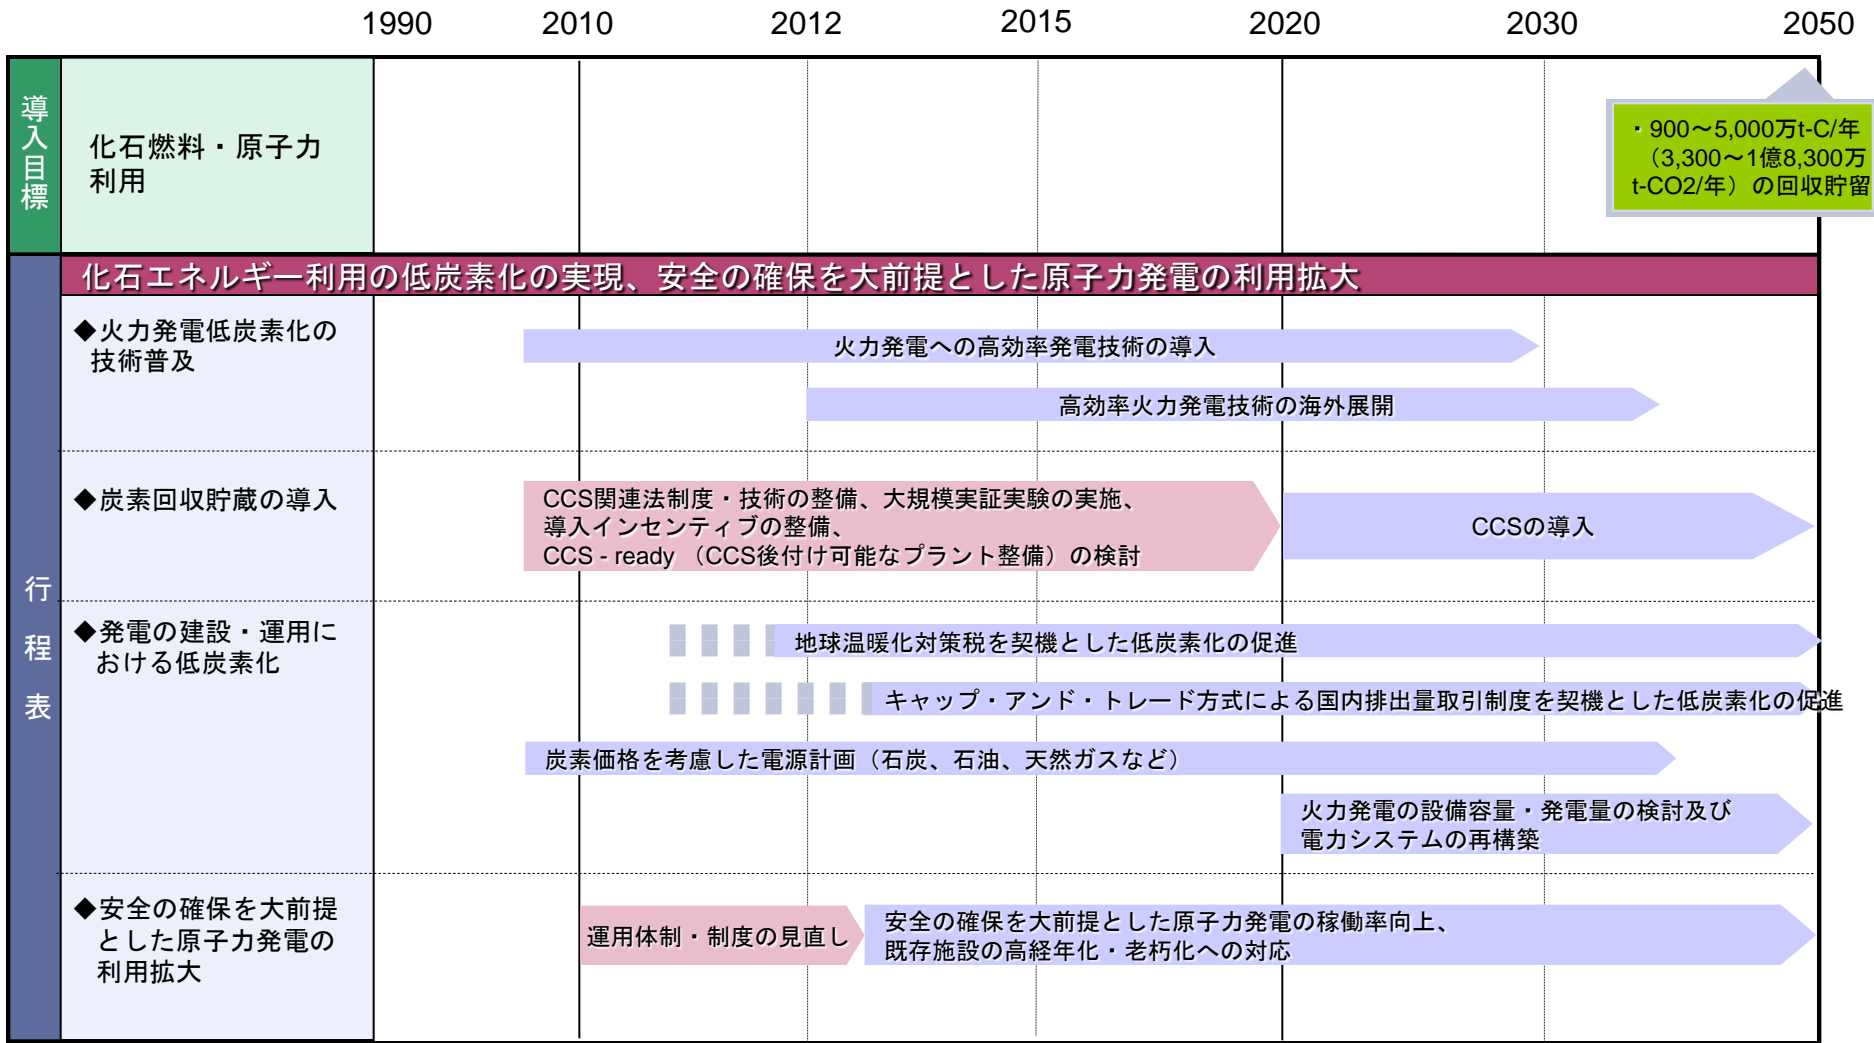 1990 2010 2012 2015 2020 2030 2050
導入目標
化石燃料・原子力
利用
・900～5,000万t-C/年
（3,300～1億8,300万
t-CO2/年）の回収貯留
行程表
化石エネルギー利用の低炭素化の実現、安全の確保を大前提とした原子力発電の利用拡大
◆火力発電低炭素化の
技術普及
火力発電への高効率発電技術の導入
高効率火力発電技術の海外展開
◆炭素回収貯蔵の導入
CCS関連法制度・技術の整備、大規模実証実験の実施、
導入インセンティブの整備、
CCS - ready （CCS後付け可能なプラント整備）の検討
CCSの導入
◆発電の建設・運用に
おける低炭素化
地球温暖化対策税を契機とした低炭素化の促進
キャップ・アンド・トレード方式による国内排出量取引制度を契機とした低炭素化の促進
炭素価格を考慮した電源計画（石炭、石油、天然ガスなど）
火力発電の設備容量・発電量の検討及び
電力システムの再構築
◆安全の確保を大前提
とした原子力発電の
利用拡大
運用体制・制度の見直し
安全の確保を大前提とした原子力発電の稼働率向上、
既存施設の高経年化・老朽化への対応